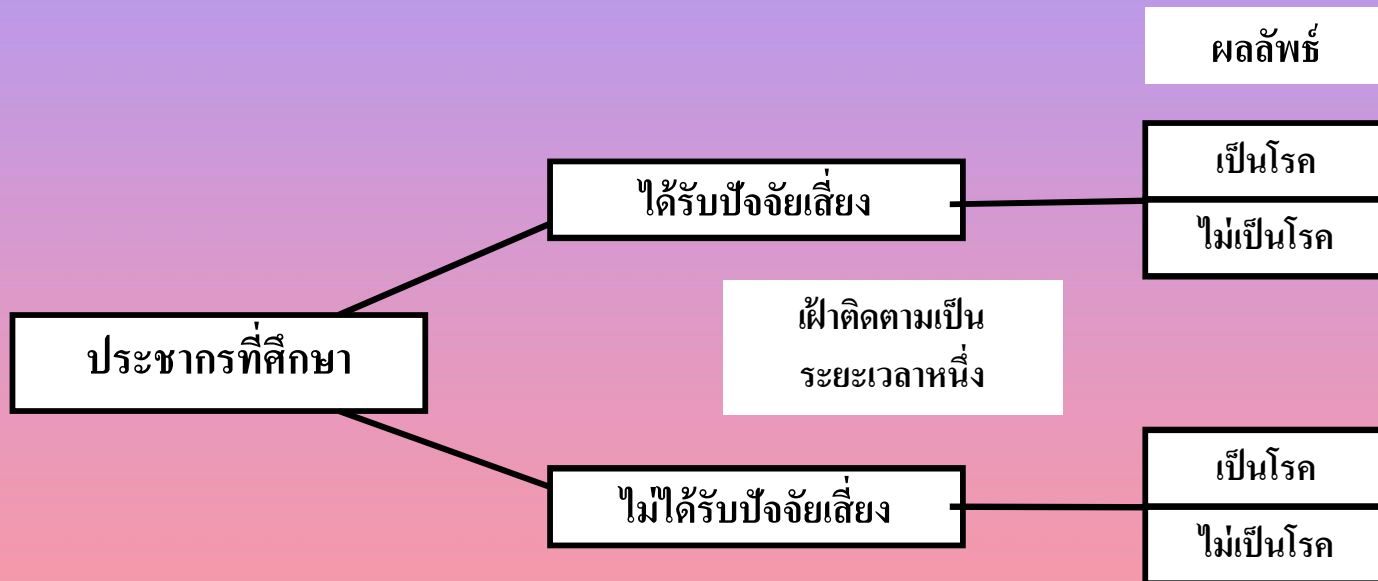 ผลลัพธ์
เป็นโรค
ได้รับปัจจัยเสี่ยง
ไม่เป็นโรค
เฝ้าติดตามเป็น
ระยะเวลาหนึ่ง
ประชากรที่ศึกษา
เป็นโรค
ไม่ได้รับปัจจัยเสี่ยง
ไม่เป็นโรค